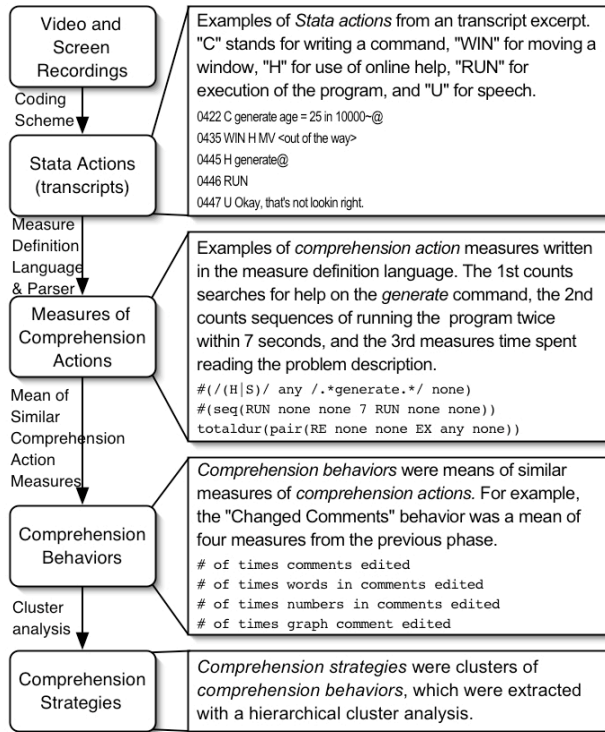 Video and
Screen
Recordings
Examples of Stata actions from an transcript excerpt.
"C" stands for writing a command, "WIN" for moving a
window, "H" for use of online help, "RUN" for
execution of the program, and "U" for speech.
0422 C generate age = 25 in 10000~@
0435 WIN H MV <out of the way>
0445 H generate@
0446 RUN
0447 U Okay, that's not lookin right.
Coding
Scheme
Stata Actions
(transcripts)
Measure
Definition
Language
& Parser
Examples of comprehension action measures written
in the measure definition language. The 1st counts
searches for help on the generate command, the 2nd
counts sequences of running the program twice
within 7 seconds, and the 3rd measures time spent
reading the problem description.
#(/(H|S)/ any /.*generate.*/ none)
#(seq(RUN none none 7 RUN none none))
totaldur(pair(RE none none EX any none))
Measures of
Comprehension
Actions
Mean of
Similar
Comprehension
Action
Measures
Comprehension behaviors were means of similar
measures of comprehension actions. For example,
the "Changed Comments" behavior was a mean of
four measures from the previous phase.
# of times comments edited
# of times words in comments edited
# of times numbers in comments edited
# of times graph comment edited
Comprehension
Behaviors
Cluster
analysis
Comprehension
Strategies
Comprehension strategies were clusters of
comprehension behaviors, which were extracted
with a hierarchical cluster analysis.